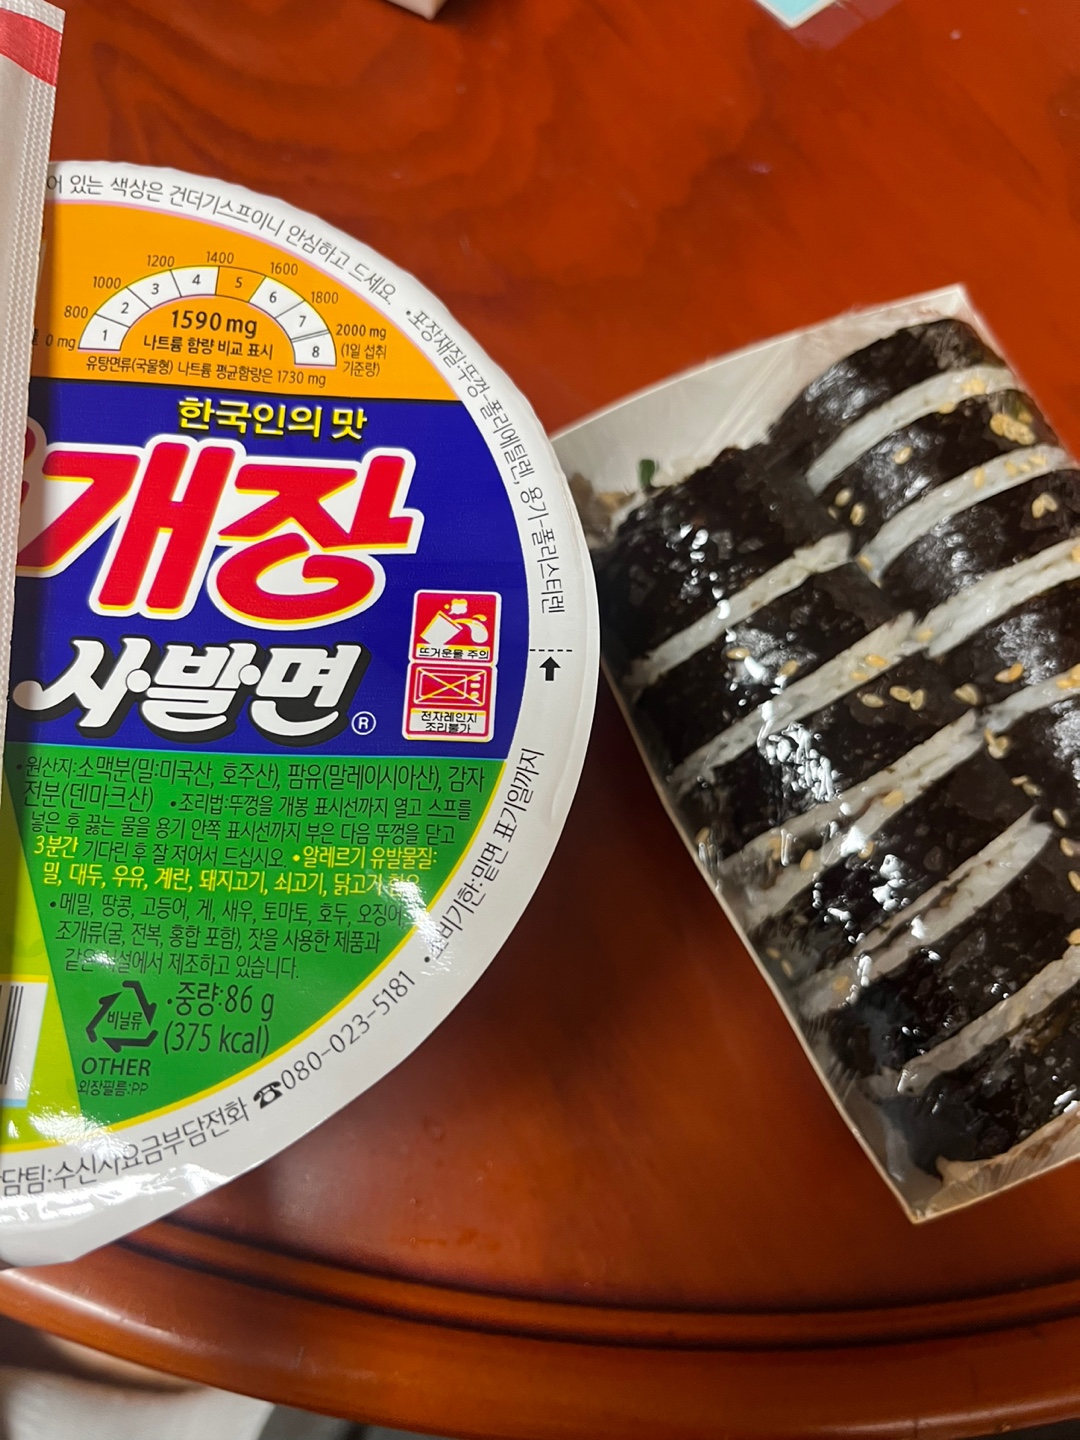 어 있는 색상은 건더기스프이니 안심하고 드세요.
•포장재질:뚜껑-폴리에틸렌, 용기-폴리스티렌
0 mg 800 1000 1200 1400 1600 1800 2000 mg
1 2 3 4 5 6 7 8
(1일 섭취
기준량)
1590 mg
나트륨 함량 비교 표시
유탕면류(국물형) 나트륨 평균함량은 1730 mg
한국인의 맛
개장
사발면®
뜨거운물 주의
전자레인지
조리불가
•원산지:소맥분(밀:미국산, 호주산), 팜유(말레이시아산), 감자
전분(덴마크산) •조리법:뚜껑을 개봉 표시선까지 열고 스프를
넣은 후 끓는 물을 용기 안쪽 표시선까지 부은 다음 뚜껑을 닫고
3분간 기다린 후 잘 저어서 드십시오. •알레르기 유발물질:
밀, 대두, 우유, 계란, 돼지고기, 쇠고기, 닭고기 함유
•메밀, 땅콩, 고등어, 게, 새우, 토마토, 호두, 오징어,
조개류(굴, 전복, 홍합 포함), 잣을 사용한 제품과
같은 시설에서 제조하고 있습니다.
비닐류
OTHER
외장필름:PP
•중량:86 g
(375 kcal)
•소비기한:밑면 표기일까지
담팀:수신자요금부담전화 ☎080-023-5181